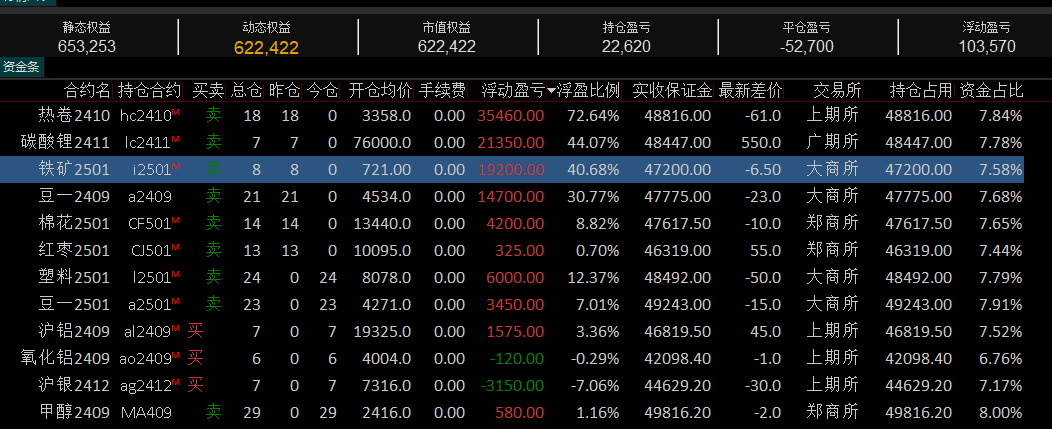 静态权益 动态权益 市值权益 持仓盈亏 平仓盈亏 浮动盈亏
653,253 622,422 622,422 22,620 -52,700 103,570
资金条
合约名 持仓合约 买卖 总仓 昨仓 今仓 开仓均价 手续费 浮动盈亏 浮盈比例 实收保证金 最新差价 交易所 持仓占用 资金占比
热卷2410 hc2410M 卖 18 18 0 3358.0 0.00 35460.00 72.64% 48816.00 -61.0 上期所 48816.00 7.84%
碳酸锂2411 lc2411M 卖 7 7 0 76000.0 0.00 21350.00 44.07% 48447.00 550.0 广期所 48447.00 7.78%
铁矿2501 i2501M 卖 8 8 0 721.00 0.00 19200.00 40.68% 47200.00 -6.50 大商所 47200.00 7.58%
豆一2409 a2409 卖 21 21 0 4534.0 0.00 14700.00 30.77% 47775.00 -23.0 大商所 47775.00 7.68%
棉花2501 CF501M 卖 14 14 0 13440.0 0.00 4200.00 8.82% 47617.50 -10.0 郑商所 47617.50 7.65%
红枣2501 CJ501M 卖 13 13 0 10095.0 0.00 325.00 0.70% 46319.00 55.0 郑商所 46319.00 7.44%
塑料2501 l2501M 卖 24 0 24 8078.0 0.00 6000.00 12.37% 48492.00 -50.0 大商所 48492.00 7.79%
豆一2501 a2501M 卖 23 0 23 4271.0 0.00 3450.00 7.01% 49243.00 -15.0 大商所 49243.00 7.91%
沪铝2409 al2409M 买 7 0 7 19325.0 0.00 1575.00 3.36% 46819.50 45.0 上期所 46819.50 7.52%
氧化铝2409 ao2409M 买 6 0 6 4004.0 0.00 -120.00 -0.29% 42098.40 -1.0 上期所 42098.40 6.76%
沪银2412 ag2412M 买 7 0 7 7316.0 0.00 -3150.00 -7.06% 44629.20 -30.0 上期所 44629.20 7.17%
甲醇2409 MA409 卖 29 0 29 2416.0 0.00 580.00 1.16% 49816.20 -2.0 郑商所 49816.20 8.00%